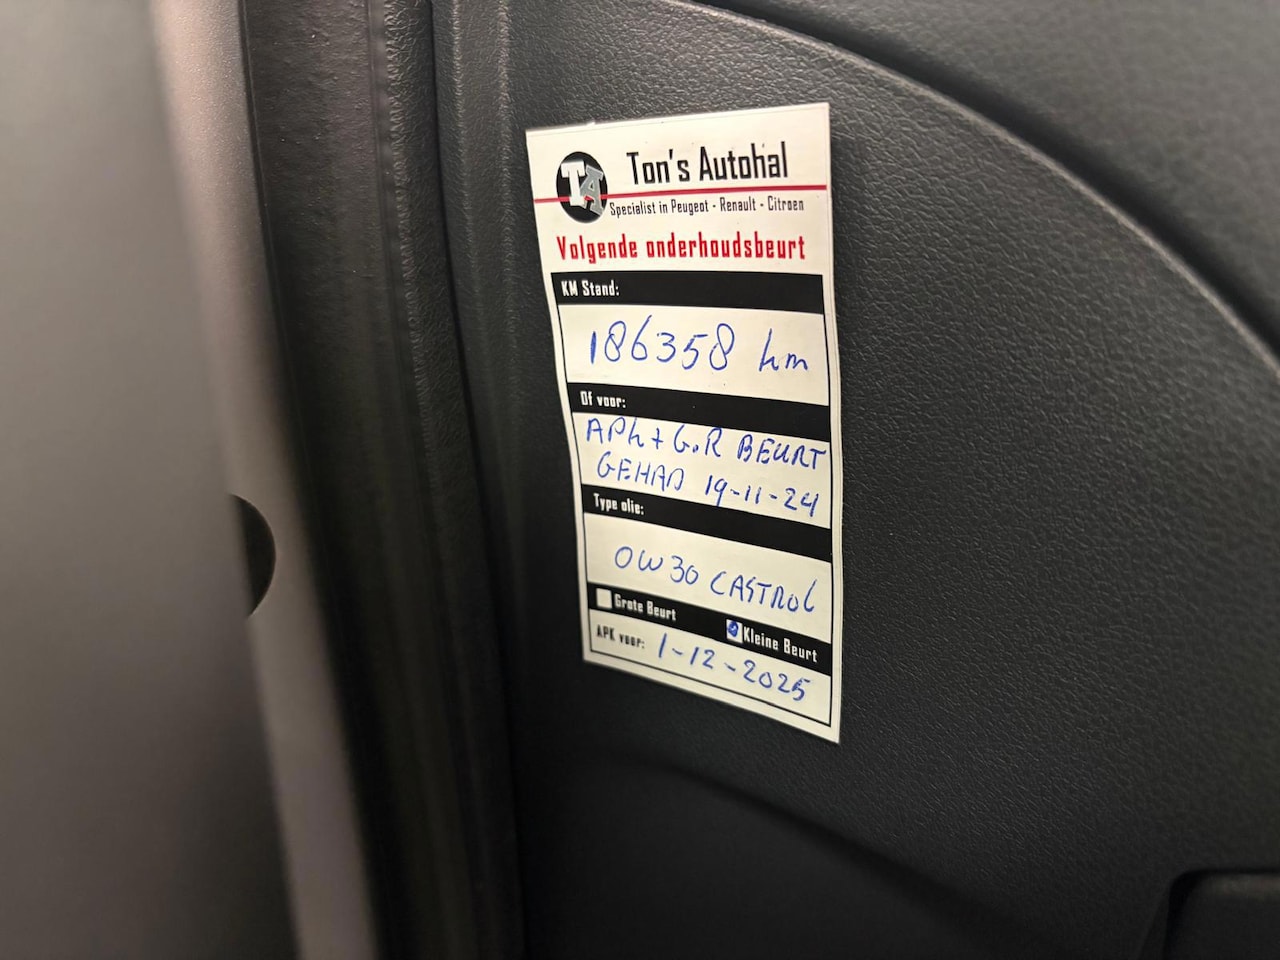 TA
Ton's Autohal
Specialist in Peugeot - Renault - Citroen
Volgende onderhoudsbeurt
KM Stand:
186358 km
Of voor:
APK + G.R BEURT
GEHAD 19-11-24
Type olie:
0W30 CASTROL
Grote Beurt
Kleine Beurt
APK voor: 1-12-2025